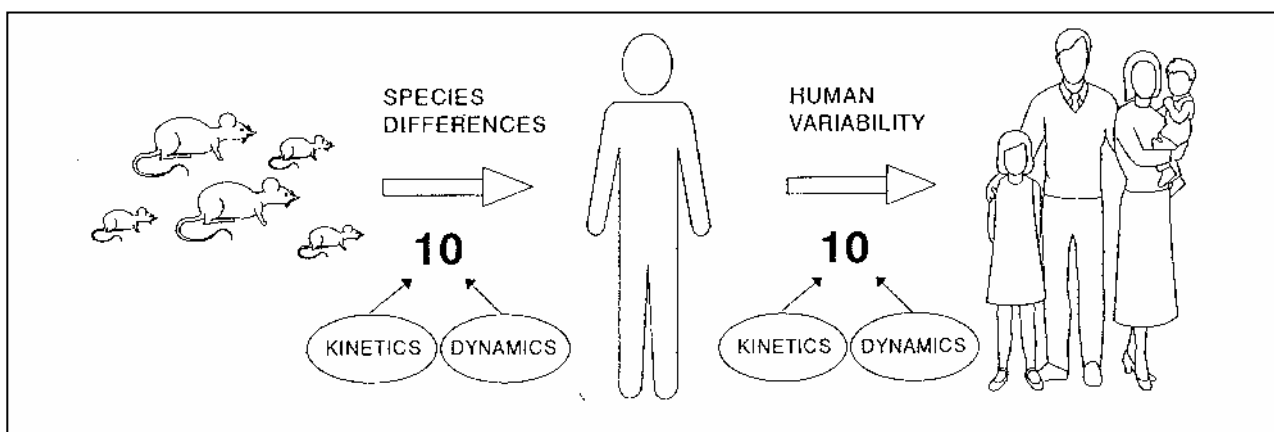 SPECIES
DIFFERENCES
10
KINETICS
DYNAMICS
HUMAN
VARIABILITY
10
KINETICS
DYNAMICS